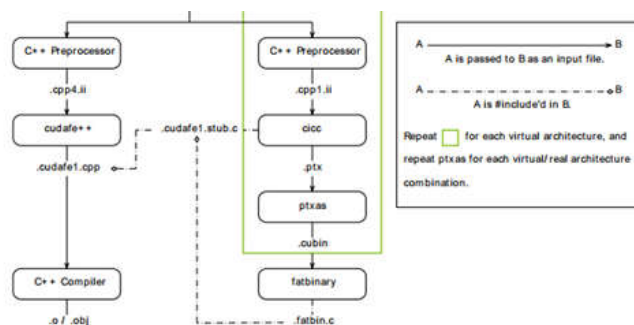 C++ Preprocessor
.cpp4.ii
cudafe++
.cudafe1.cpp
C++ Compiler
.o / .obj
.cudafe1.stub.c
C++ Preprocessor
.cpp1.ii
cicc
.ptx
ptxas
.cubin
fatbinary
.fatbin.c
A B
A is passed to B as an input file.
A B
A is #include'd in B.
Repeat for each virtual architecture, and
repeat ptxas for each virtual/real architecture
combination.